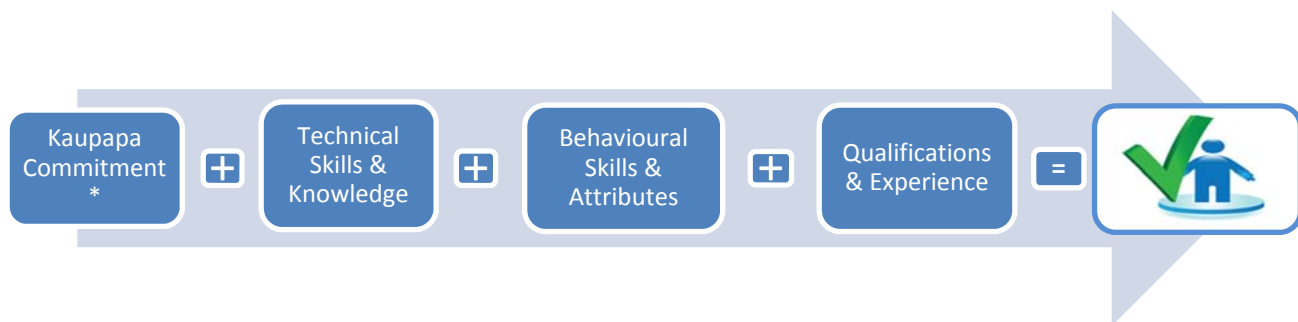 Kaupapa
Commitment
*
+
Technical
Skills &
Knowledge
+
Behavioural
Skills &
Attributes
+
Qualifications
& Experience
=